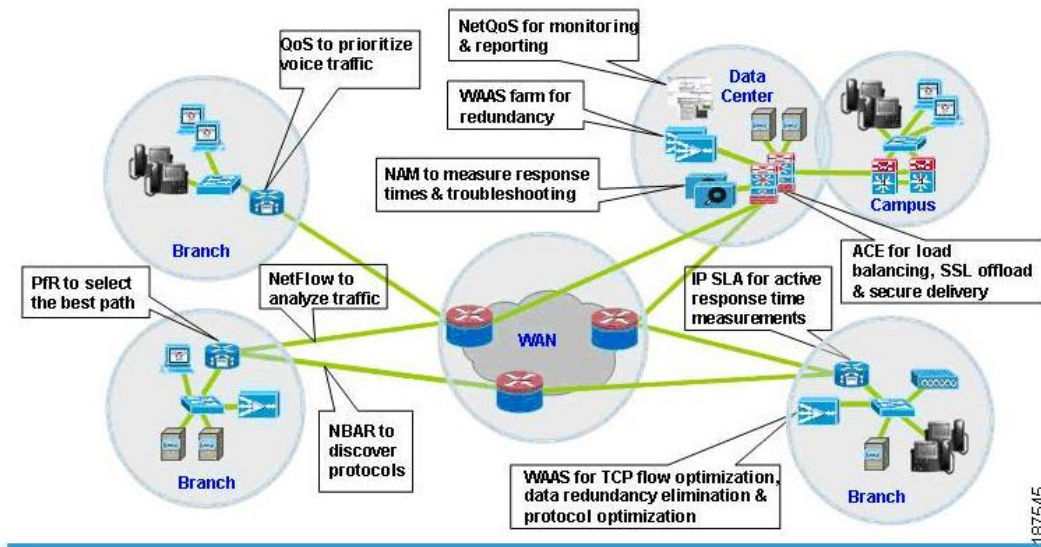 NetQoS for monitoring
& reporting
QoS to prioritize
voice traffic
Data
Center
WAAS farm for
redundancy
NAM to measure response
times & troubleshooting
Campus
Branch
ACE for load
balancing, SSL offload
& secure delivery
PfR to select
the best path
NetFlow to
analyze traffic
IP SLA for active
response time
measurements
WAN
NBAR to
discover
protocols
WAAS for TCP flow optimization,
data redundancy elimination &
protocol optimization
Branch
Branch
187545